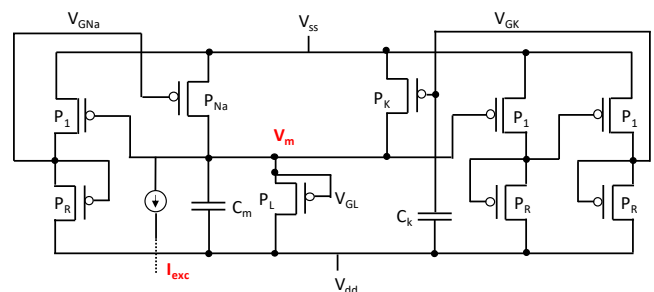 V_GNa
V_ss
V_GK
P_1
P_Na
P_K
P_1
P_1
V_m
P_R
C_m
P_L
V_GL
C_k
P_R
P_R
I_exc
V_dd